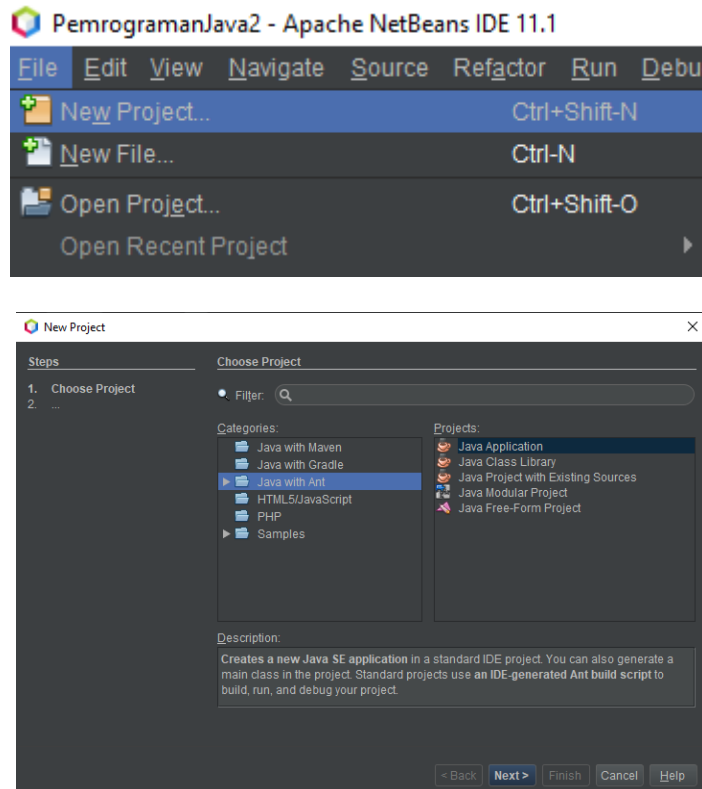 PemrogramanJava2 - Apache NetBeans IDE 11.1
File Edit View Navigate Source Refactor Run Debu
New Project... Ctrl+Shift-N
New File... Ctrl-N
Open Project... Ctrl+Shift-O
Open Recent Project
New Project
Steps
1. Choose Project
2. ...
Choose Project
Filter:
Categories:
Java with Maven
Java with Gradle
Java with Ant
HTML5/JavaScript
PHP
Samples
Projects:
Java Application
Java Class Library
Java Project with Existing Sources
Java Modular Project
Java Free-Form Project
Description:
Creates a new Java SE application in a standard IDE project. You can also generate a
main class in the project. Standard projects use an IDE-generated Ant build script to
build, run, and debug your project.
< Back Next > Finish Cancel Help